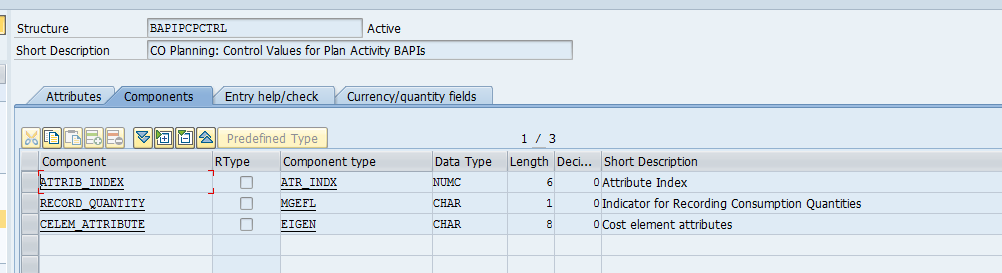 Structure BAPIPCPCTRL Active
Short Description CO Planning: Control Values for Plan Activity BAPIs
Attributes Components Entry help/check Currency/quantity fields
Predefined Type 1 / 3
Component RType Component type Data Type Length Deci... Short Description
ATTRIB_INDEX ATR_INDX NUMC 6 0 Attribute Index
RECORD_QUANTITY MGEFL CHAR 1 0 Indicator for Recording Consumption Quantities
CELEM_ATTRIBUTE EIGEN CHAR 8 0 Cost element attributes